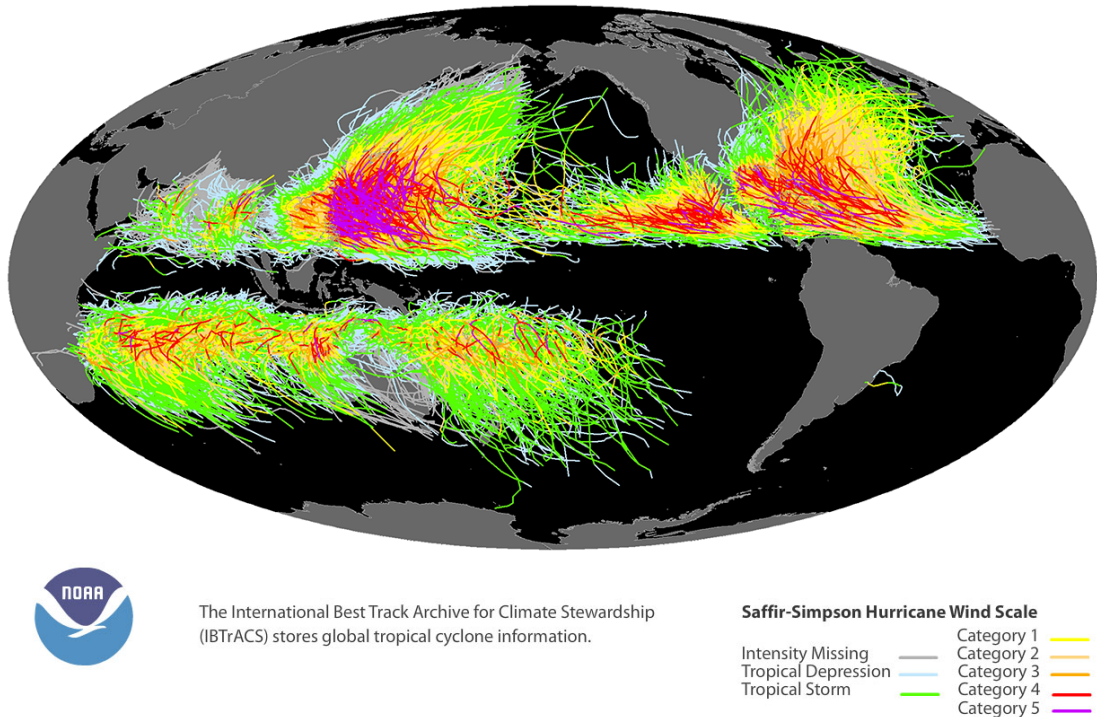 NOAA
The International Best Track Archive for Climate Stewardship
(IBTrACS) stores global tropical cyclone information.
Saffir-Simpson Hurricane Wind Scale
Intensity Missing
Tropical Depression
Tropical Storm
Category 1
Category 2
Category 3
Category 4
Category 5